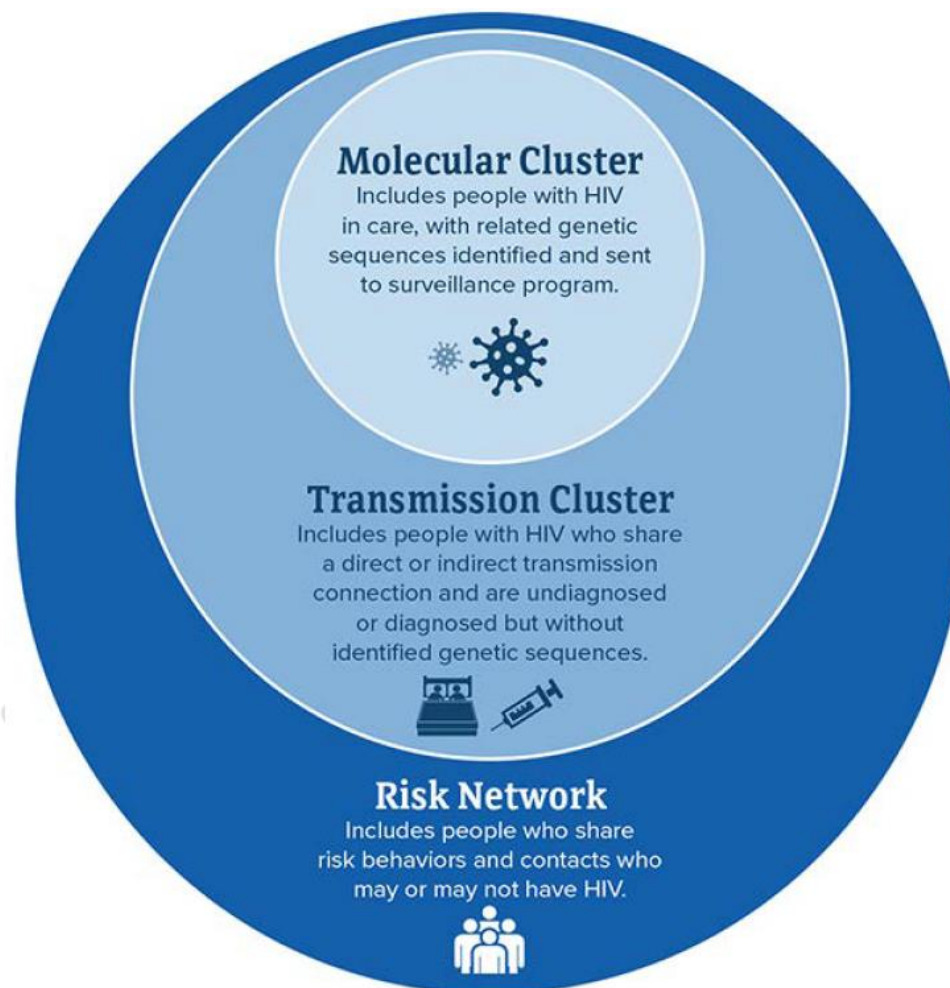 Molecular Cluster
Includes people with HIV
in care, with related genetic
sequences identified and sent
to surveillance program.
Transmission Cluster
Includes people with HIV who share
a direct or indirect transmission
connection and are undiagnosed
or diagnosed but without
identified genetic sequences.
Risk Network
Includes people who share
risk behaviors and contacts who
may or may not have HIV.